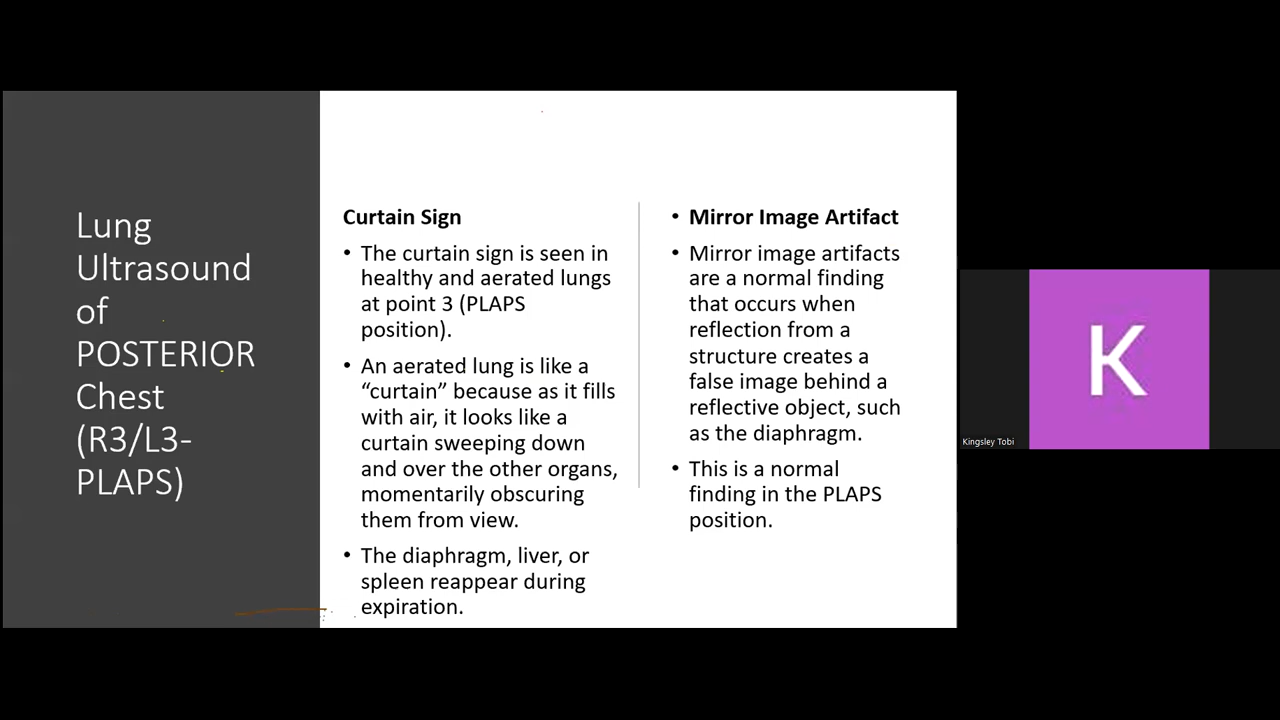 Lung
Ultrasound
of
POSTERIOR
Chest
(R3/L3-
PLAPS)
Curtain Sign
• The curtain sign is seen in
healthy and aerated lungs
at point 3 (PLAPS
position).
• An aerated lung is like a
“curtain” because as it fills
with air, it looks like a
curtain sweeping down
and over the other organs,
momentarily obscuring
them from view.
• The diaphragm, liver, or
spleen reappear during
expiration.
• Mirror Image Artifact
• Mirror image artifacts
are a normal finding
that occurs when
reflection from a
structure creates a
false image behind a
reflective object, such
as the diaphragm.
• This is a normal
finding in the PLAPS
position.
K
Kingsley Tobi